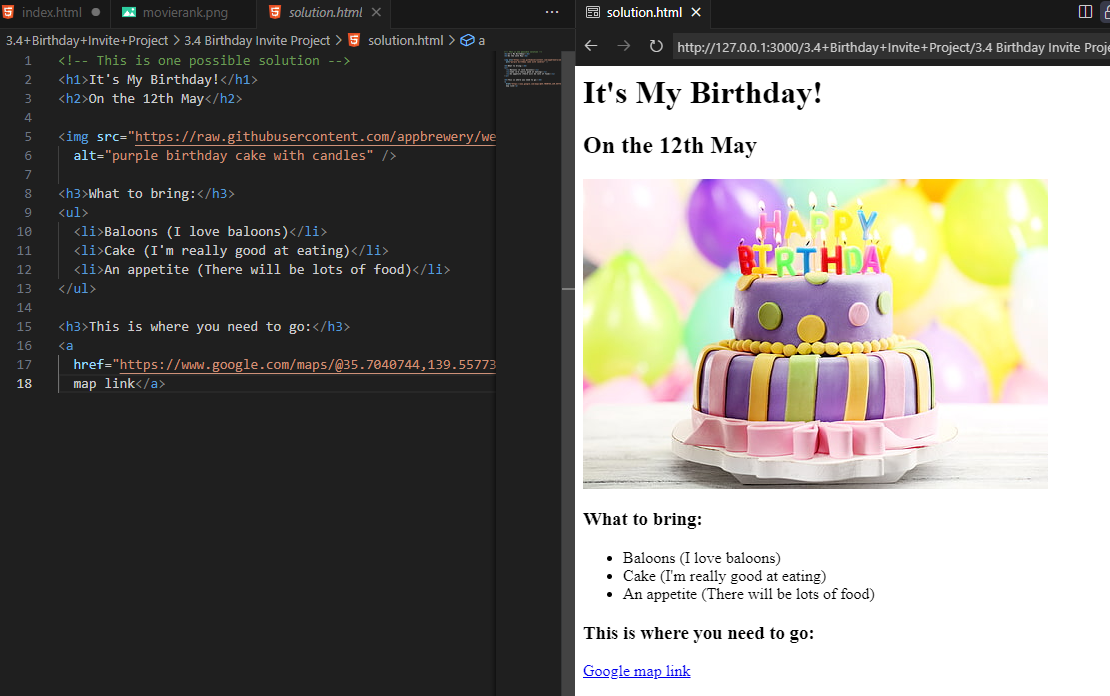 index.html
movierank.png
solution.html
3.4+Birthday+Invite+Project > 3.4 Birthday Invite Project > solution.html > a
1 <!-- This is one possible solution -->
2 <h1>It's My Birthday!</h1>
3 <h2>On the 12th May</h2>
4
5 <img src="https://raw.githubusercontent.com/appbrewery/we
6 alt="purple birthday cake with candles" />
7
8 <h3>What to bring:</h3>
9 <ul>
10 <li>Baloons (I love baloons)</li>
11 <li>Cake (I'm really good at eating)</li>
12 <li>An appetite (There will be lots of food)</li>
13 </ul>
14
15 <h3>This is where you need to go:</h3>
16 <a
17 href="https://www.google.com/maps/@35.7040744,139.55773
18 map link</a>
solution.html
http://127.0.0.1:3000/3.4+Birthday+Invite+Project/3.4 Birthday Invite Proje
It's My Birthday!
On the 12th May
HAPPY
BIRTHDAY
What to bring:
Baloons (I love baloons)
Cake (I'm really good at eating)
An appetite (There will be lots of food)
This is where you need to go:
Google map link